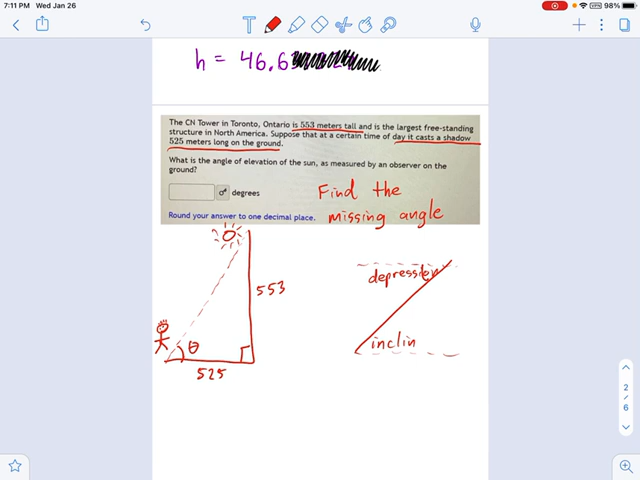 7:11 PM Wed Jan 26
VPN 98%
h = 46.6
The CN Tower in Toronto, Ontario is 553 meters tall and is the largest free-standing
structure in North America. Suppose that at a certain time of day it casts a shadow
525 meters long on the ground.
What is the angle of elevation of the sun, as measured by an observer on the
ground?
degrees
Find the
Round your answer to one decimal place.
missing angle
553
θ
525
depression
inclin
2
/
6